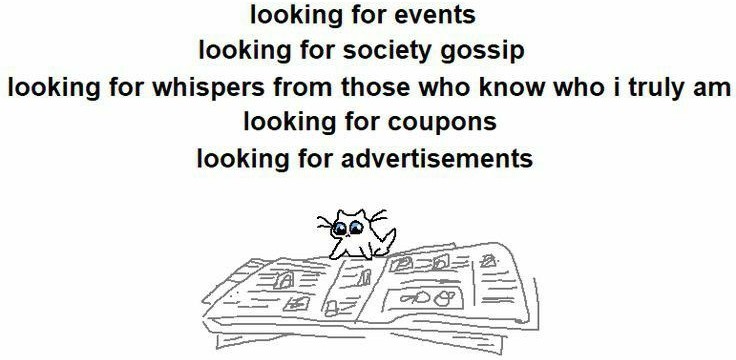 looking for events
looking for society gossip
looking for whispers from those who know who i truly am
looking for coupons
looking for advertisements